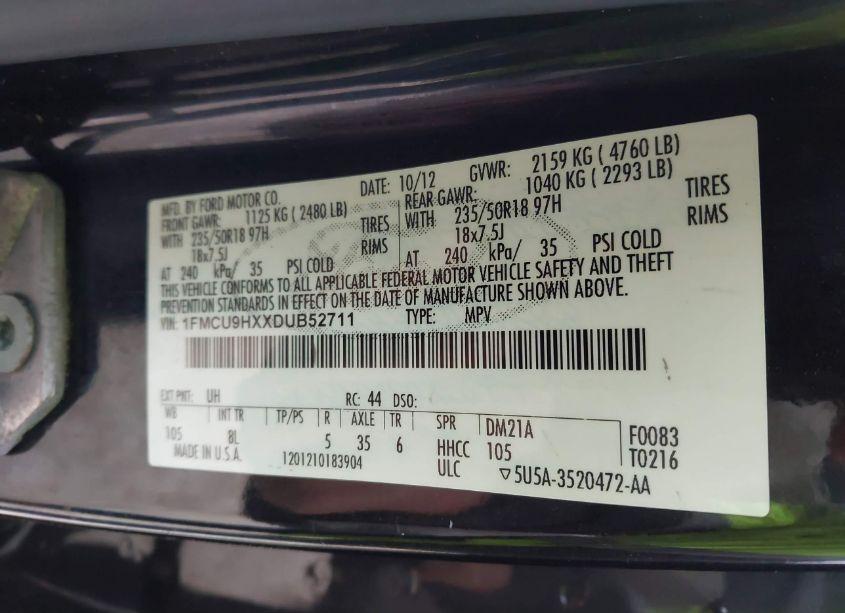 MFD. BY FORD MOTOR CO.
DATE: 10/12 GVWR: 2159 KG ( 4760 LB)
FRONT GAWR: 1125 KG ( 2480 LB) REAR GAWR: 1040 KG ( 2293 LB)
WITH 235/50R18 97H TIRES WITH 235/50R18 97H TIRES
18x7.5J RIMS 18x7.5J RIMS
AT 240 kPa/ 35 PSI COLD AT 240 kPa/ 35 PSI COLD
THIS VEHICLE CONFORMS TO ALL APPLICABLE FEDERAL MOTOR VEHICLE SAFETY AND THEFT
PREVENTION STANDARDS IN EFFECT ON THE DATE OF MANUFACTURE SHOWN ABOVE.
VIN: 1FMCU9HXXDUB52711 TYPE: MPV
EXT PNT: UH RC: 44 DSO:
WB INT TR TP/PS R AXLE TR SPR DM21A F0083
105 8L 5 35 6 HHCC 105 T0216
MADE IN U.S.A. 1201210183904 ULC ▽5U5A-3520472-AA